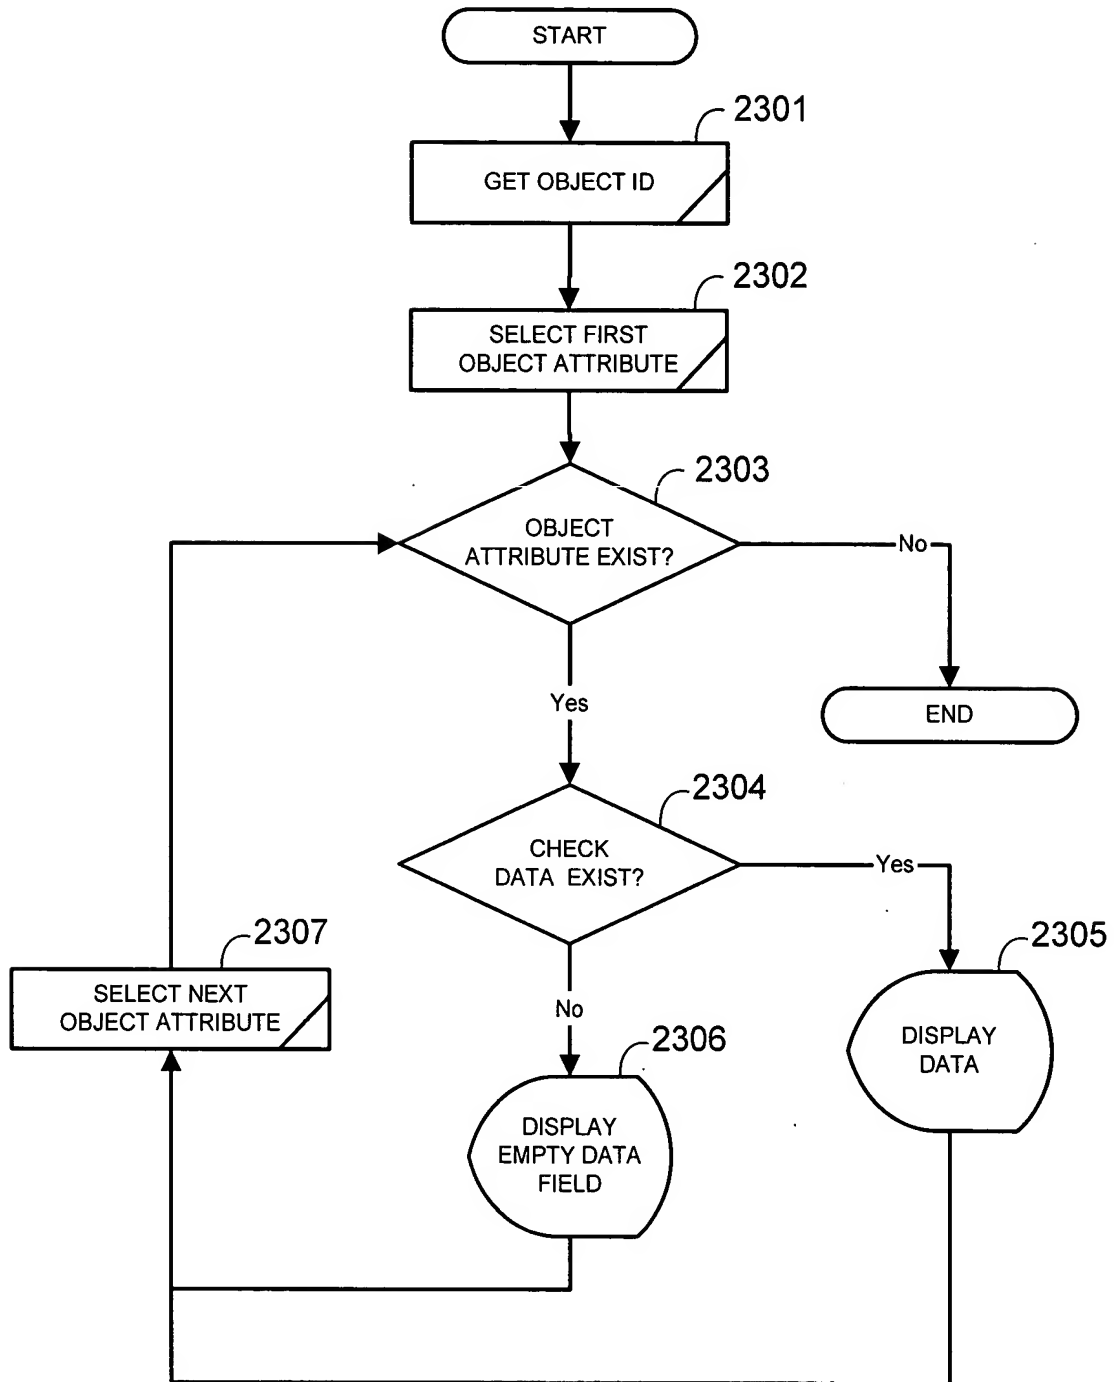 START
2301
GET OBJECT ID
2302
SELECT FIRST
OBJECT ATTRIBUTE
2303
OBJECT
ATTRIBUTE EXIST?
No
Yes
END
2304
CHECK
DATA EXIST?
Yes
2307
SELECT NEXT
OBJECT ATTRIBUTE
No
2305
DISPLAY
DATA
2306
DISPLAY
EMPTY DATA
FIELD